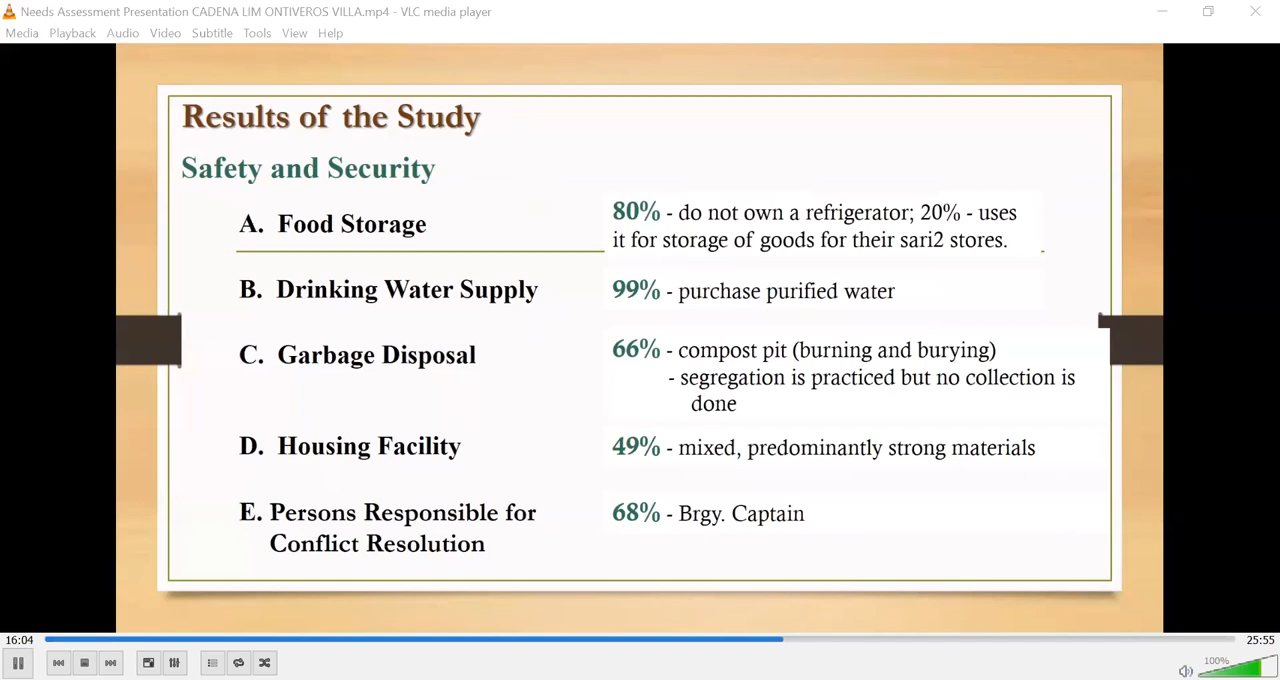 Needs Assessment Presentation CADENA LIM ONTIVEROS VILLA.mp4 - VLC media player
Media Playback Audio Video Subtitle Tools View Help
Results of the Study
Safety and Security
A. Food Storage
80% - do not own a refrigerator; 20% - uses
it for storage of goods for their sari2 stores.
B. Drinking Water Supply
99% - purchase purified water
C. Garbage Disposal
66% - compost pit (burning and burying)
- segregation is practiced but no collection is
done
D. Housing Facility
49% - mixed, predominantly strong materials
E. Persons Responsible for
Conflict Resolution
68% - Brgy. Captain
16:04
25:55
100%